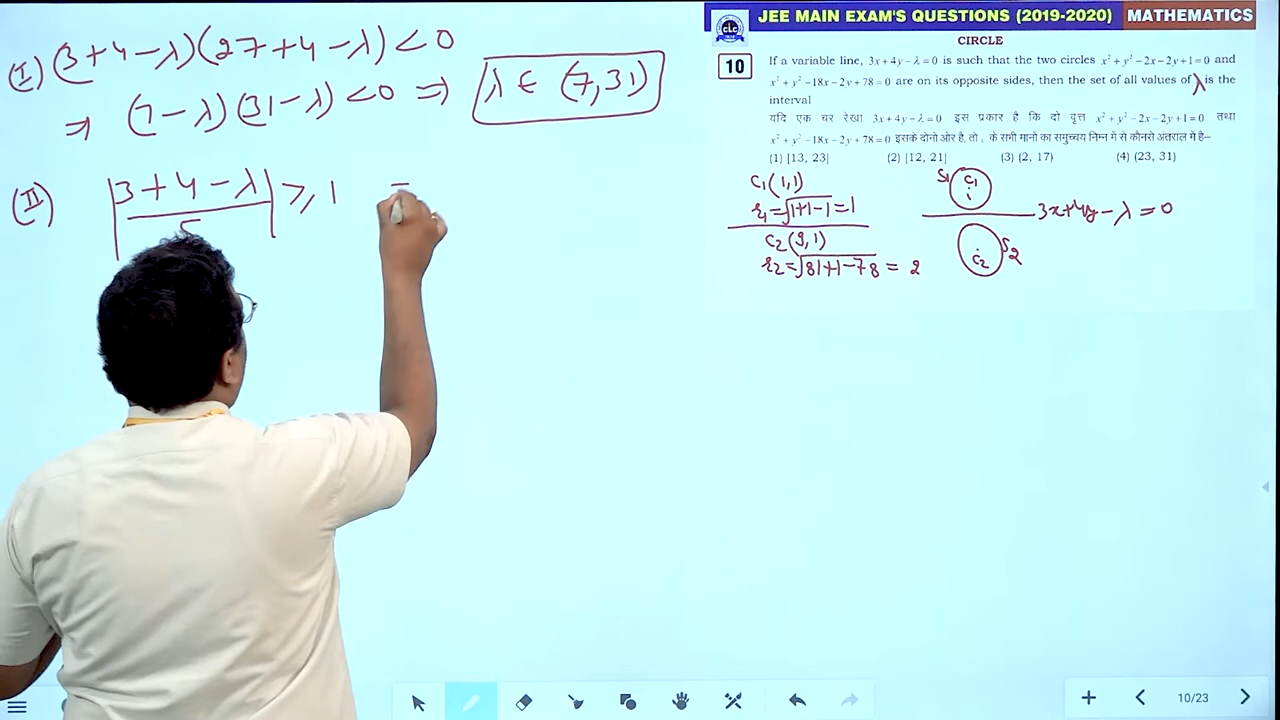 (I) (3+4-λ)(27+4-λ)<0
⇒ (7-λ)(31-λ)<0 ⇒ λ ∈ (7,31)
(II) |3+4-λ / 5| ≥ 1
JEE MAIN EXAM'S QUESTIONS (2019-2020) MATHEMATICS
CLC
CIRCLE
10
If a variable line, 3x+4y-λ=0 is such that the two circles x²+y²-2x-2y+1=0 and
x²+y²-18x-2y+78=0 are on its opposite sides, then the set of all values of λ is the
interval
यदि एक चर रेखा 3x+4y-λ=0 इस प्रकार है कि दो वृत्त x²+y²-2x-2y+1=0 तथा
x²+y²-18x-2y+78=0 इसके दोनो ओर है, तो λ के सभी मानों का समुच्चय निम्न में से कौनसे अंतराल में है–
(1) [13, 23] (2) [12, 21] (3) (2, 17) (4) (23, 31)
C₁(1,1)
r₁=√1+1-1=1
C₂(9,1)
r₂=√81+1-78=2
S₁ C₁
3x+4y-λ=0
C₂ S₂
10/23